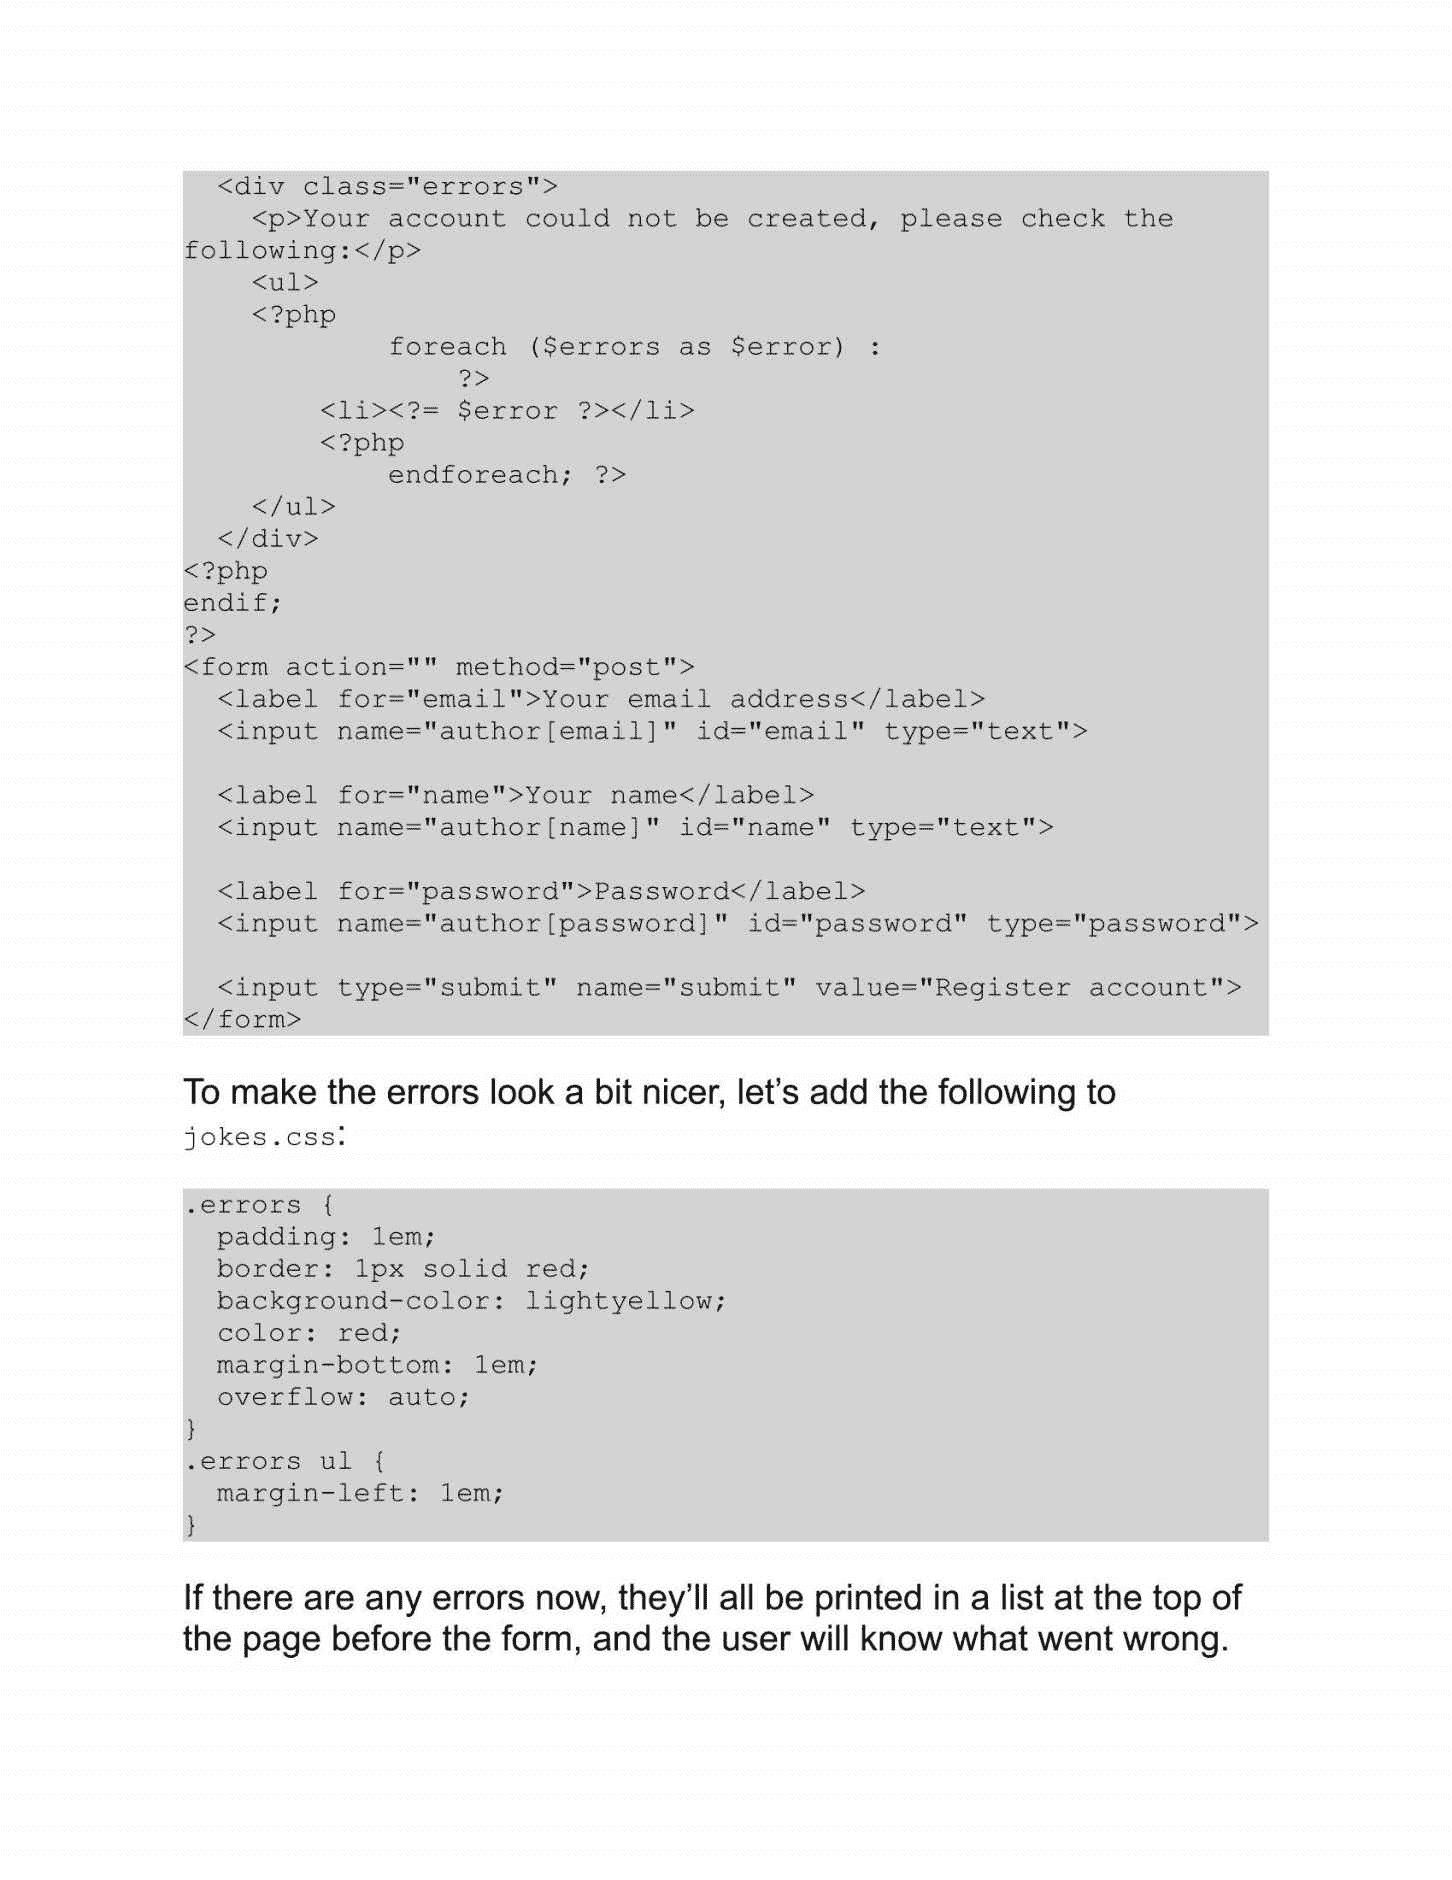 <div class="errors">
    <p>Your account could not be created, please check the
following:</p>
    <ul>
    <?php
            foreach ($errors as $error) :
                ?>
        <li><?= $error ?></li>
        <?php
            endforeach; ?>
    </ul>
  </div>
<?php
endif;
?>
<form action="" method="post">
  <label for="email">Your email address</label>
  <input name="author[email]" id="email" type="text">

  <label for="name">Your name</label>
  <input name="author[name]" id="name" type="text">

  <label for="password">Password</label>
  <input name="author[password]" id="password" type="password">

  <input type="submit" name="submit" value="Register account">
</form>
To make the errors look a bit nicer, let’s add the following to
jokes.css:
.errors {
  padding: 1em;
  border: 1px solid red;
  background-color: lightyellow;
  color: red;
  margin-bottom: 1em;
  overflow: auto;
}
.errors ul {
  margin-left: 1em;
}
If there are any errors now, they’ll all be printed in a list at the top of
the page before the form, and the user will know what went wrong.